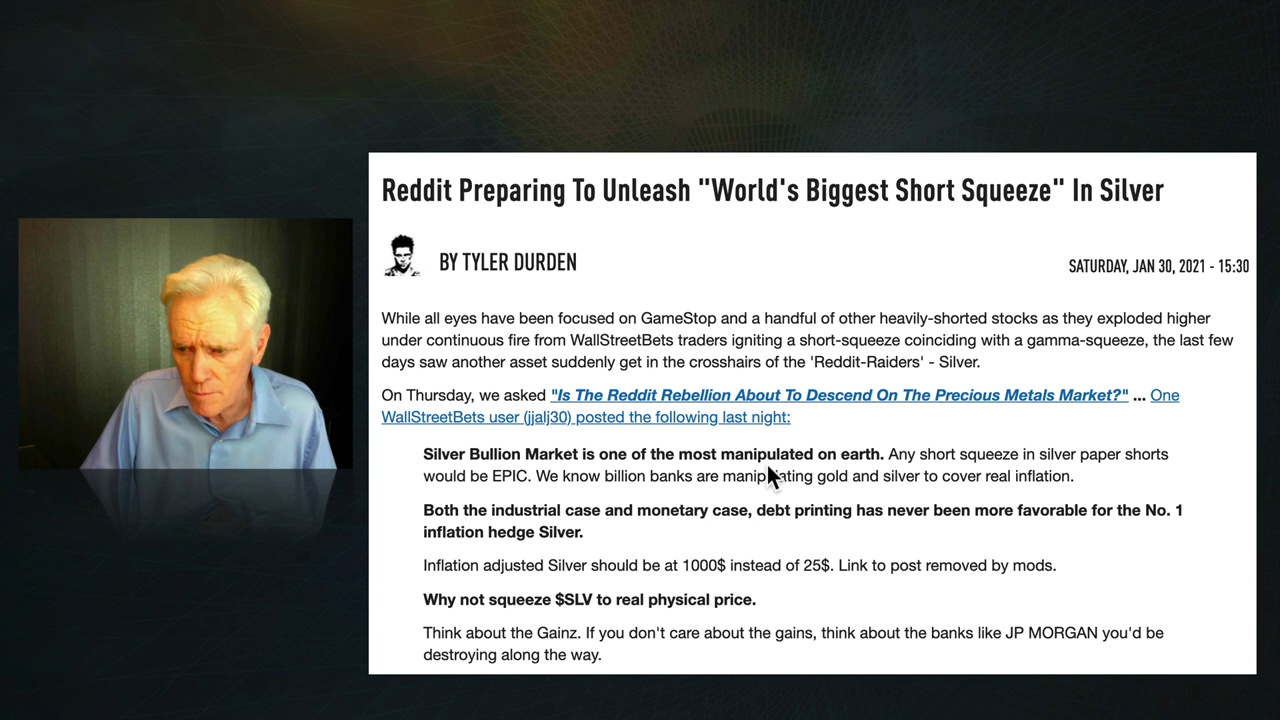 Reddit Preparing To Unleash "World's Biggest Short Squeeze" In Silver
BY TYLER DURDEN
SATURDAY, JAN 30, 2021 - 15:30
While all eyes have been focused on GameStop and a handful of other heavily-shorted stocks as they exploded higher
under continuous fire from WallStreetBets traders igniting a short-squeeze coinciding with a gamma-squeeze, the last few
days saw another asset suddenly get in the crosshairs of the 'Reddit-Raiders' - Silver.
On Thursday, we asked "Is The Reddit Rebellion About To Descend On The Precious Metals Market?" ... One
WallStreetBets user (jjalj30) posted the following last night:
Silver Bullion Market is one of the most manipulated on earth. Any short squeeze in silver paper shorts
would be EPIC. We know billion banks are manipulating gold and silver to cover real inflation.
Both the industrial case and monetary case, debt printing has never been more favorable for the No. 1
inflation hedge Silver.
Inflation adjusted Silver should be at 1000$ instead of 25$. Link to post removed by mods.
Why not squeeze $SLV to real physical price.
Think about the Gainz. If you don't care about the gains, think about the banks like JP MORGAN you'd be
destroying along the way.